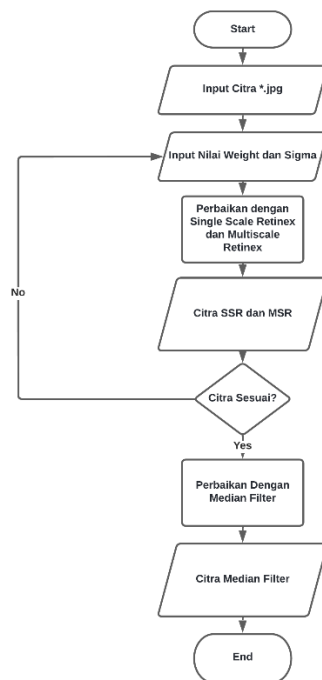 Start
Input Citra *.jpg
Input Nilai Weight dan Sigma
Perbaikan dengan
Single Scale Retinex
dan Multiscale
Retinex
No
Citra SSR dan MSR
Citra Sesuai?
Yes
Perbaikan Dengan
Median Filter
Citra Median Filter
End